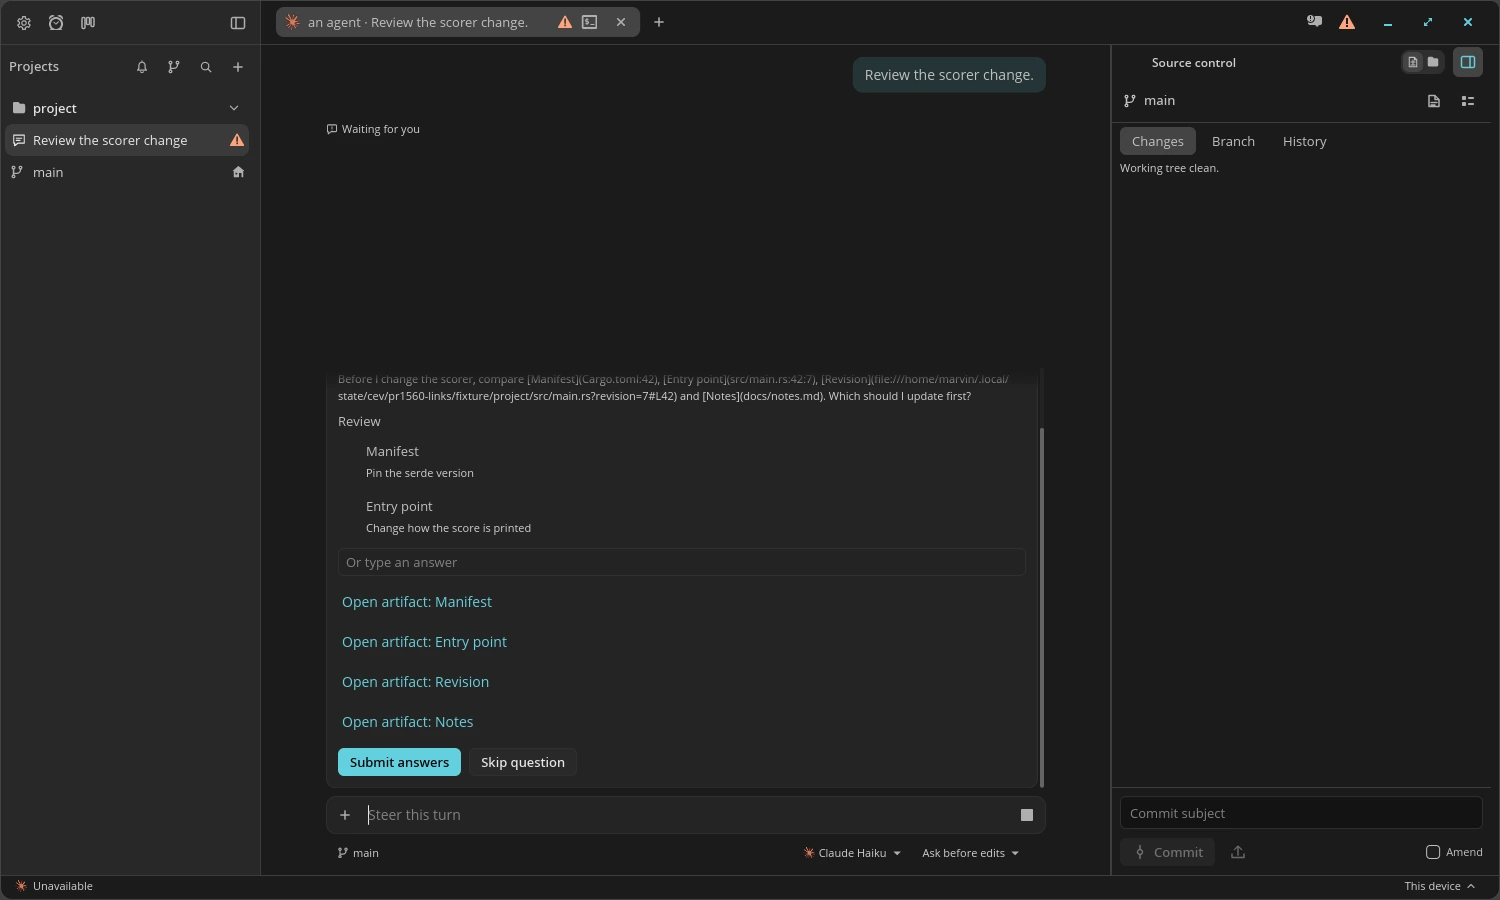 an agent · Review the scorer change.
Projects
project
Review the scorer change
main
Review the scorer change.
Waiting for you
Before I change the scorer, compare [Manifest](Cargo.toml:42), [Entry point](src/main.rs:42:7), [Revision](file:///home/marvin/.local/
state/cev/pr1560-links/fixture/project/src/main.rs?revision=7#L42) and [Notes](docs/notes.md). Which should I update first?
Review
Manifest
Pin the serde version
Entry point
Change how the score is printed
Or type an answer
Open artifact: Manifest
Open artifact: Entry point
Open artifact: Revision
Open artifact: Notes
Submit answers
Skip question
Steer this turn
main
Claude Haiku
Ask before edits
Source control
main
Changes
Branch
History
Working tree clean.
Commit subject
Commit
Amend
Unavailable
This device